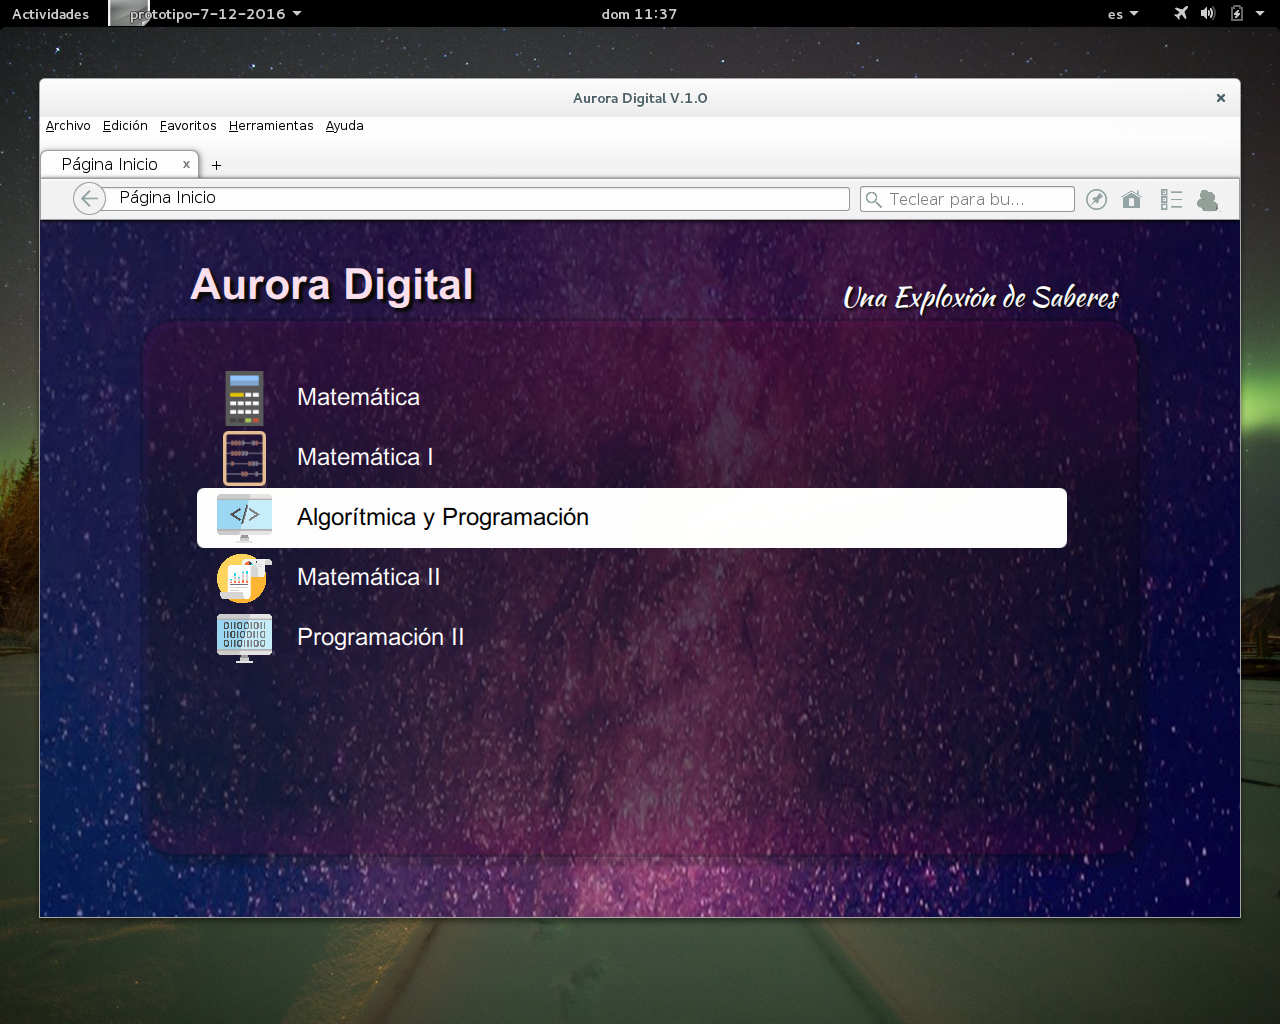 Actividades prototipo-7-12-2016 dom 11:37 es
Aurora Digital V.1.0
Archivo Edición Favoritos Herramientas Ayuda
Página Inicio x +
Página Inicio Teclear para bu...
Aurora Digital
Una Exploxión de Saberes
Matemática
Matemática I
Algorítmica y Programación
Matemática II
Programación II